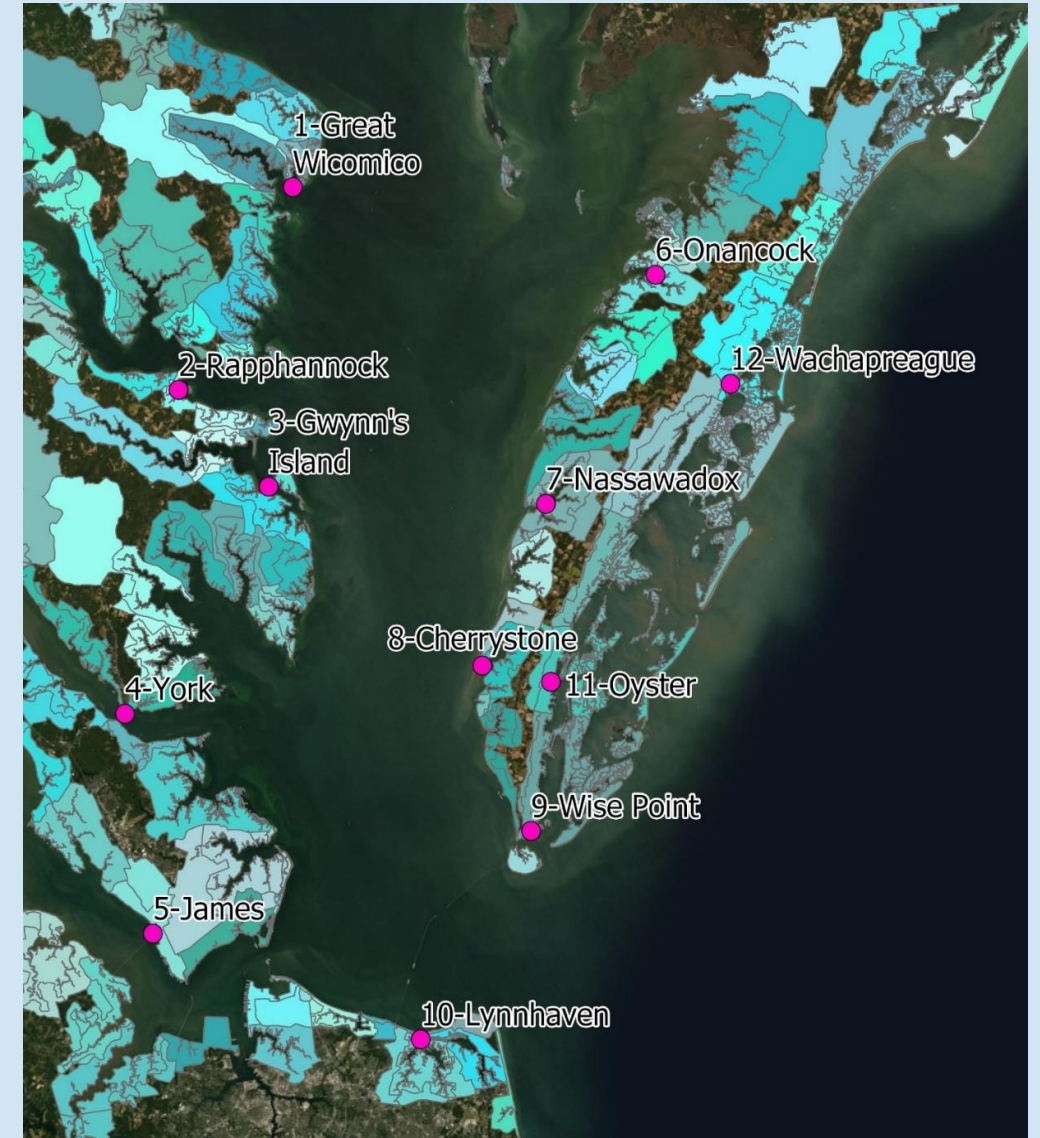 1-Great
Wicomico
6-Onancock
2-Rapphannock
12-Wachapreague
3-Gwynn's
Island
7-Nassawadox
8-Cherrystone
11-Oyster
4-York
9-Wise Point
5-James
10-Lynnhaven